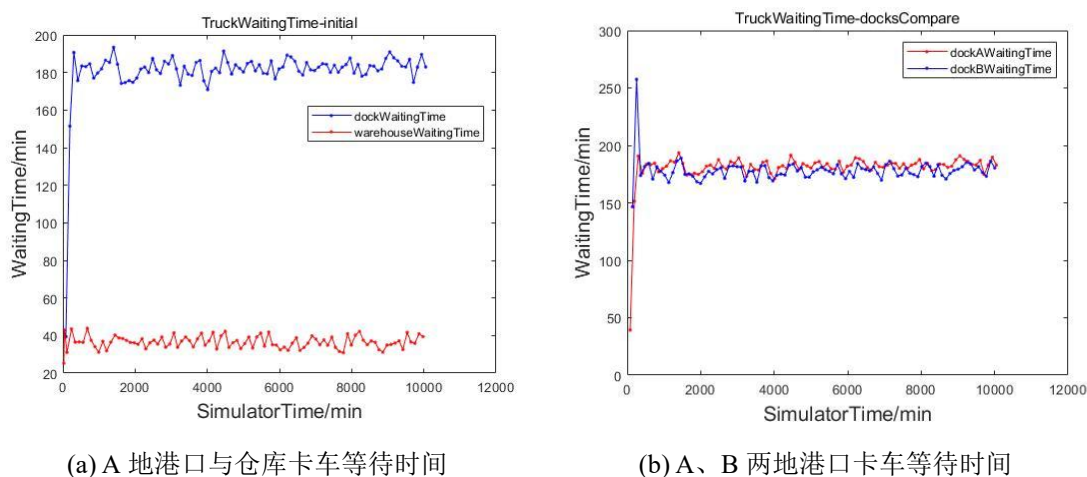 TruckWaitingTime-initial
200
180
160
140
120
100
80
60
40
20
WaitingTime/min
dockWaitingTime
warehouseWaitingTime
0 2000 4000 6000 8000 10000 12000
SimulatorTime/min
(a) A 地港口与仓库卡车等待时间
TruckWaitingTime-docksCompare
300
250
200
150
100
50
0
WaitingTime/min
dockAWaitingTime
dockBWaitingTime
0 2000 4000 6000 8000 10000 12000
SimulatorTime/min
(b) A、B 两地港口卡车等待时间